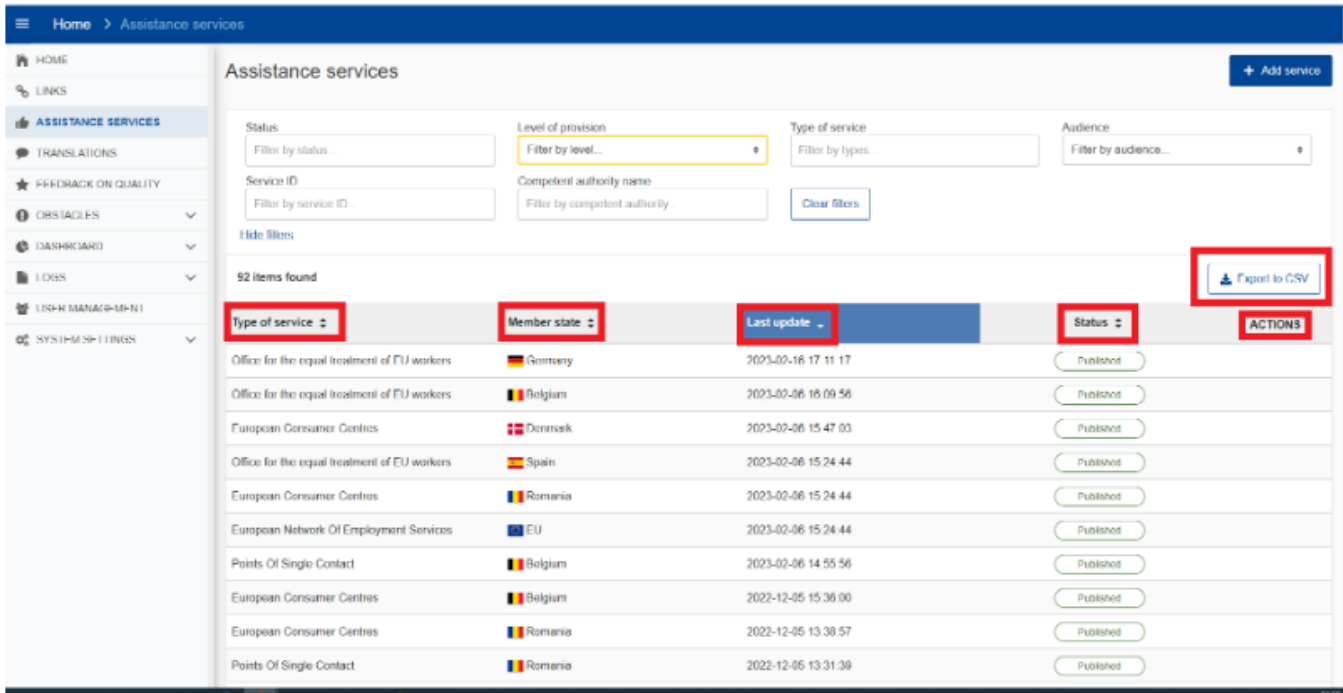 Home > Assistance services
HOME
LINKS
ASSISTANCE SERVICES
TRANSLATIONS
FEEDBACK ON QUALITY
OBSTACLES
DASHBOARD
LOGS
USER MANAGEMENT
SYSTEM SETTINGS
Assistance services
+ Add service
Status Level of provision Type of service Audience
Filter by status... Filter by level... Filter by types... Filter by audience...
Service ID Competent authority name
Filter by service ID... Filter by competent authority... Clear filters
Hide filters
92 items found
Export to CSV
Type of service Member state Last update Status ACTIONS
Office for the equal treatment of EU workers Germany 2023-02-16 17:11:17 Published
Office for the equal treatment of EU workers Belgium 2023-02-06 16:09:56 Published
European Consumer Centres Denmark 2023-02-06 15:47:03 Published
Office for the equal treatment of EU workers Spain 2023-02-06 15:24:44 Published
European Consumer Centres Romania 2023-02-06 15:24:44 Published
European Network Of Employment Services EU 2023-02-06 15:24:44 Published
Points Of Single Contact Belgium 2023-02-06 14:55:56 Published
European Consumer Centres Belgium 2022-12-05 15:36:00 Published
European Consumer Centres Romania 2022-12-05 13:38:57 Published
Points Of Single Contact Romania 2022-12-05 13:31:39 Published